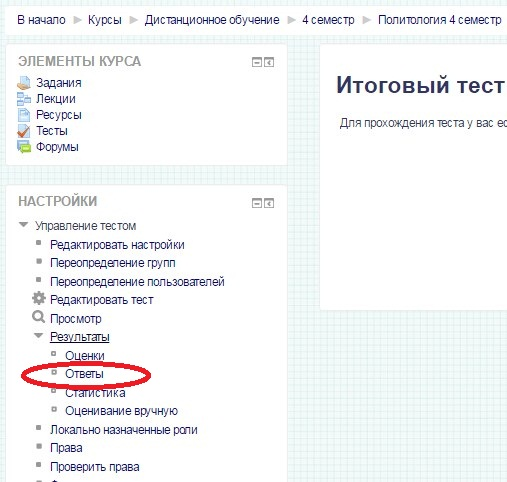 В начало Курсы Дистанционное обучение 4 семестр Политология 4 семестр
ЭЛЕМЕНТЫ КУРСА
Задания
Лекции
Ресурсы
Тесты
Форумы
Итоговый тест
Для прохождения теста у вас
НАСТРОЙКИ
Управление тестом
Редактировать настройки
Переопределение групп
Переопределение пользователей
Редактировать тест
Просмотр
Результаты
Оценки
Ответы
Статистика
Оценивание вручную
Локально назначенные роли
Права
Проверить права